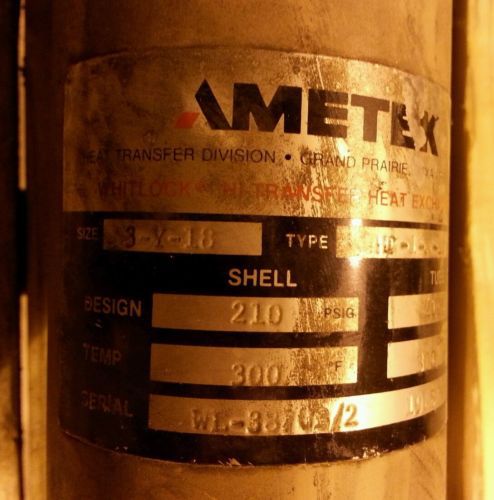 AMETEK
HEAT TRANSFER DIVISION • GRAND PRAIRIE,
WHITLOCK® HI TRANSFER HEAT EXCH
SIZE 3-Y-18 TYPE
SHELL
DESIGN 210 PSIG
TEMP 300 °F
SERIAL